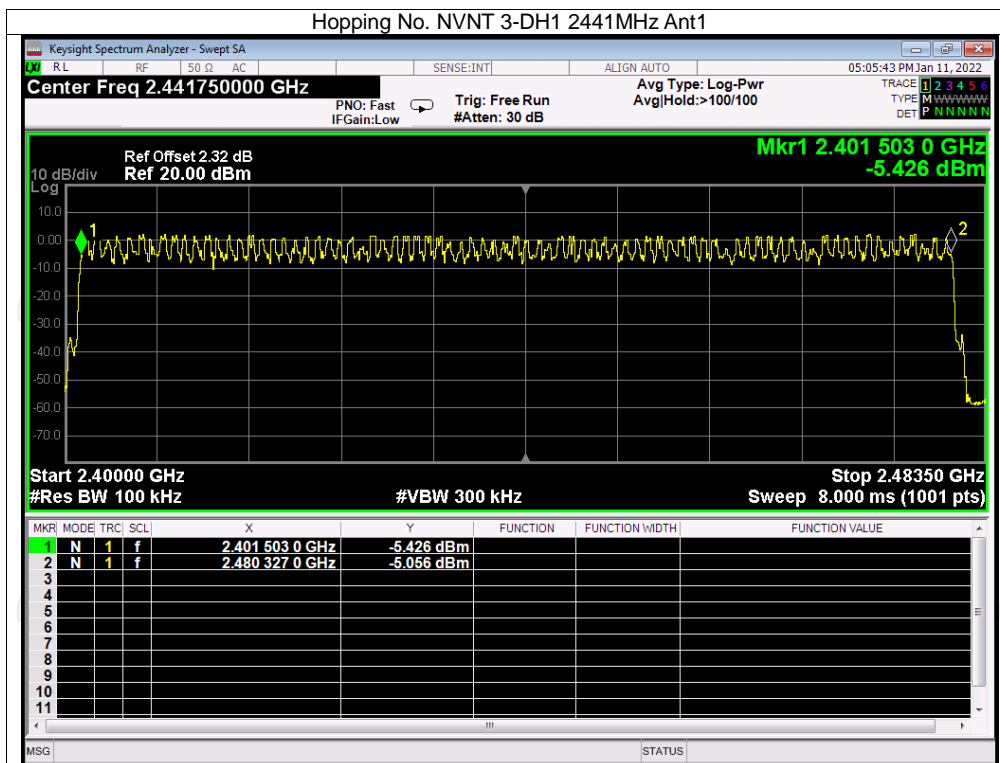 Hopping No. NVNT 3-DH1 2441MHz Ant1
Keysight Spectrum Analyzer - Swept SA
LXI RL RF 50 Ω AC SENSE:INT ALIGN AUTO 05:05:43 PM Jan 11, 2022
Center Freq 2.441750000 GHz
PNO: Fast
IFGain:Low
Trig: Free Run
#Atten: 30 dB
Avg Type: Log-Pwr
Avg|Hold:>100/100
TRACE 1 2 3 4 5 6
TYPE M WWWWW
DET P N N N N N
Ref Offset 2.32 dB
Ref 20.00 dBm
10 dB/div
Log
Mkr1 2.401 503 0 GHz
-5.426 dBm
10.0
0.00
-10.0
-20.0
-30.0
-40.0
-50.0
-60.0
-70.0
1
2
Start 2.40000 GHz
Stop 2.48350 GHz
#Res BW 100 kHz
#VBW 300 kHz
Sweep 8.000 ms (1001 pts)
MKR MODE TRC SCL X Y FUNCTION FUNCTION WIDTH FUNCTION VALUE
1 N 1 f 2.401 503 0 GHz -5.426 dBm
2 N 1 f 2.480 327 0 GHz -5.056 dBm
3
4
5
6
7
8
9
10
11
MSG STATUS